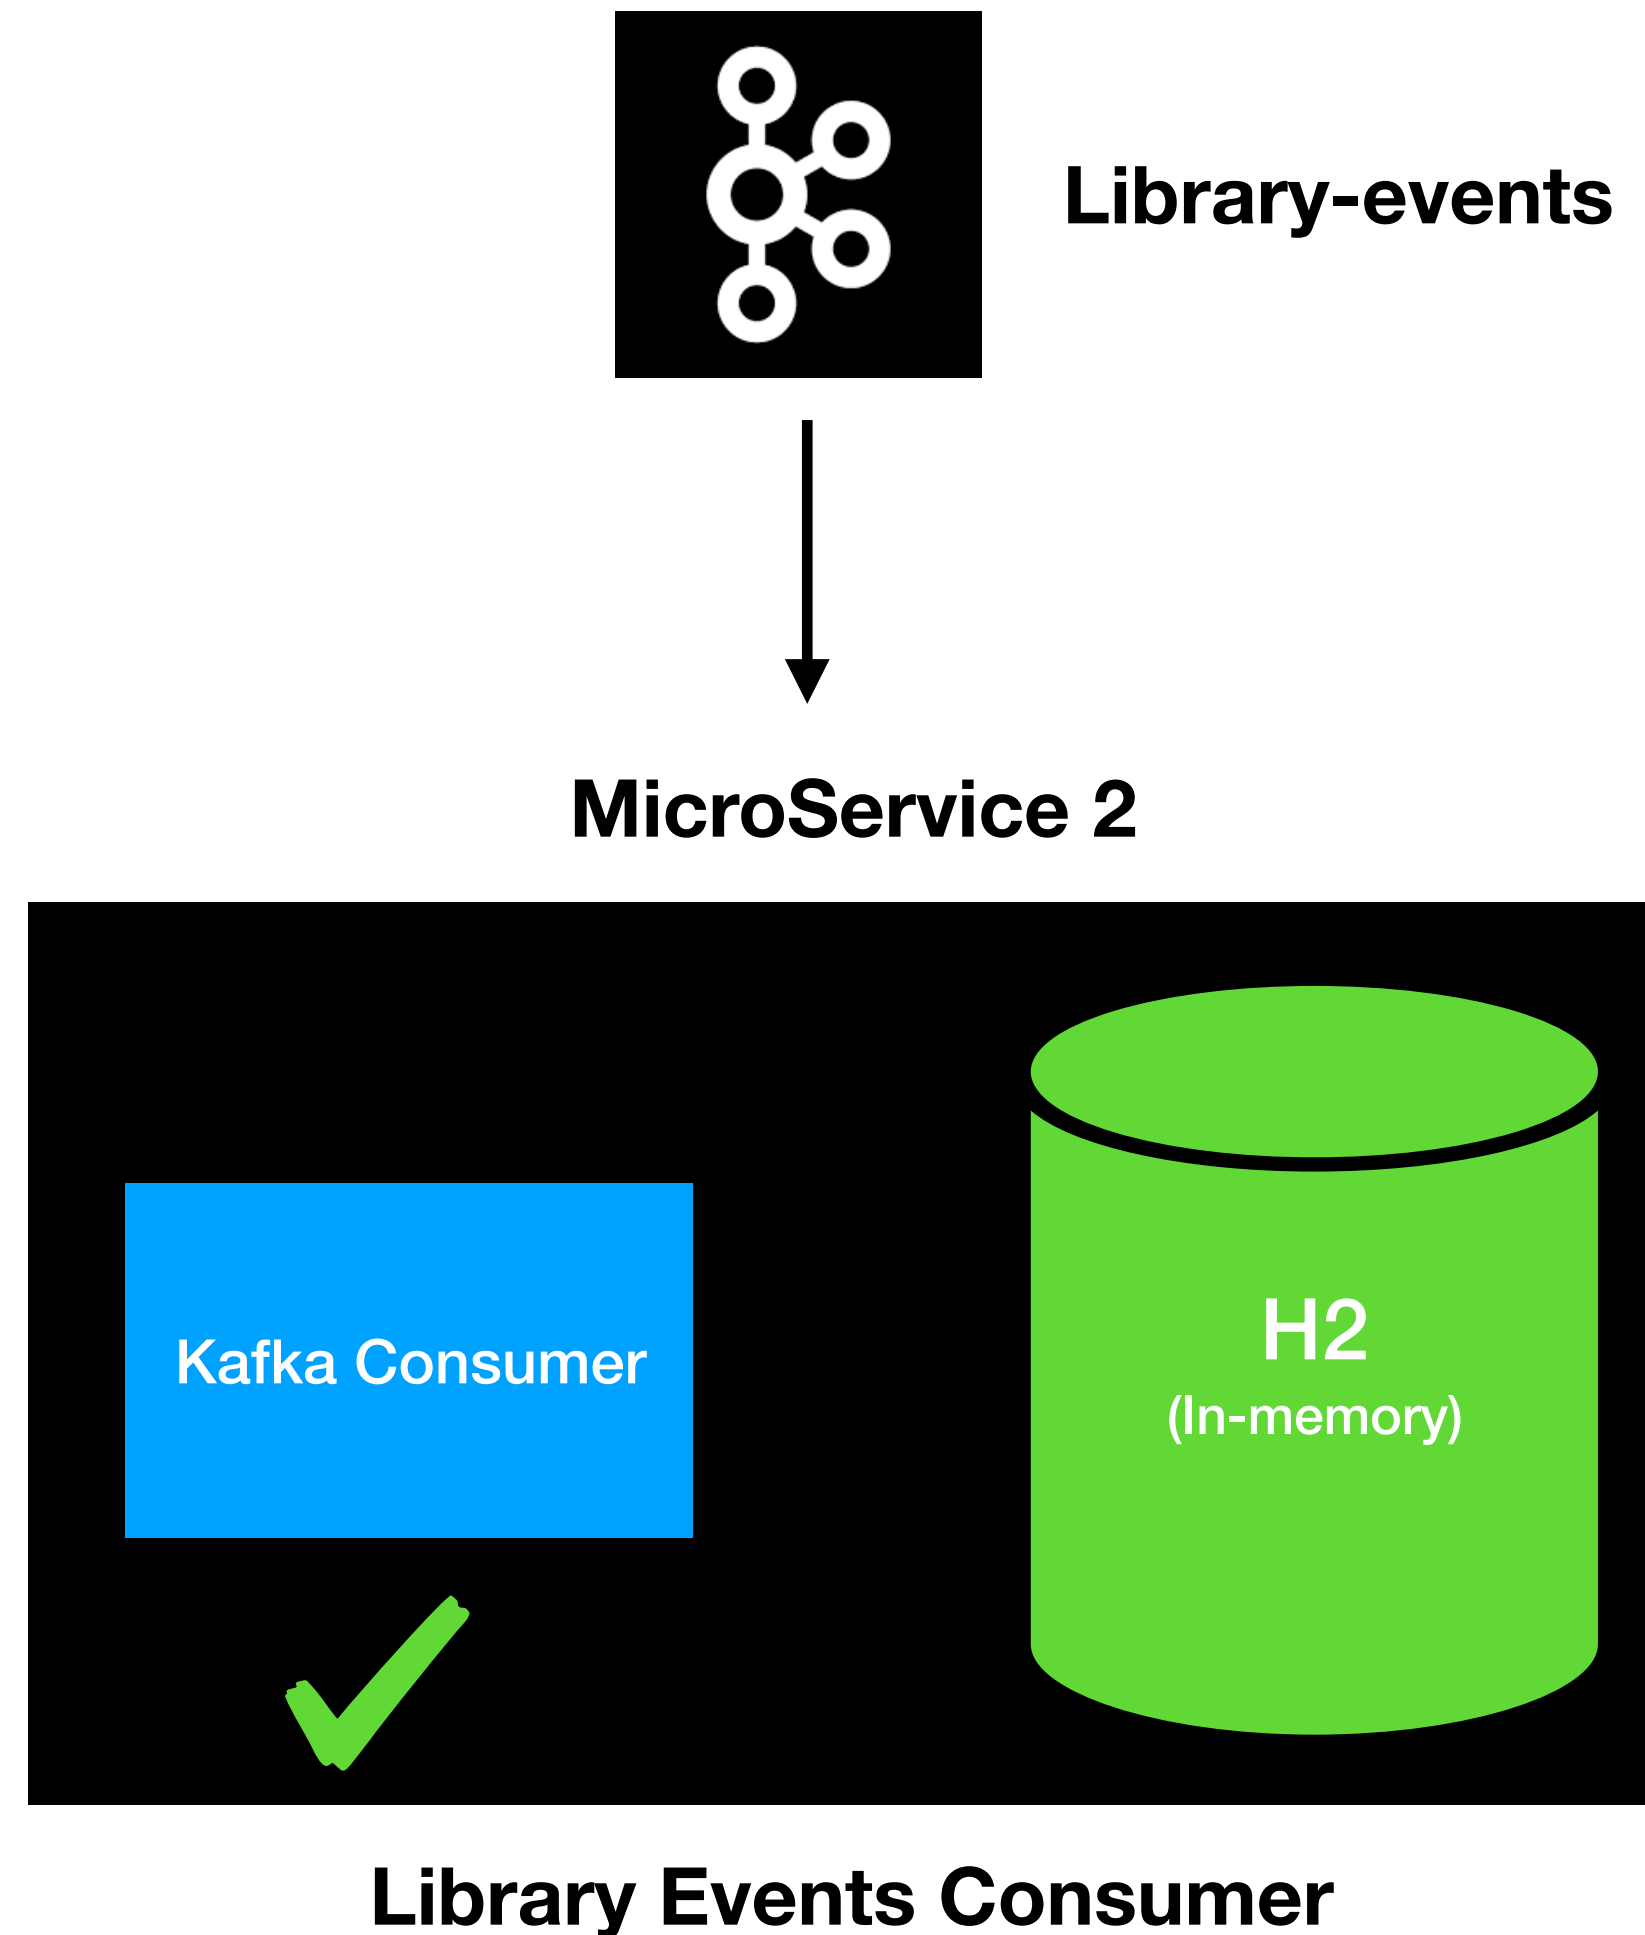 Library-events
MicroService 2
Kafka Consumer
H2
(In-memory)
Library Events Consumer